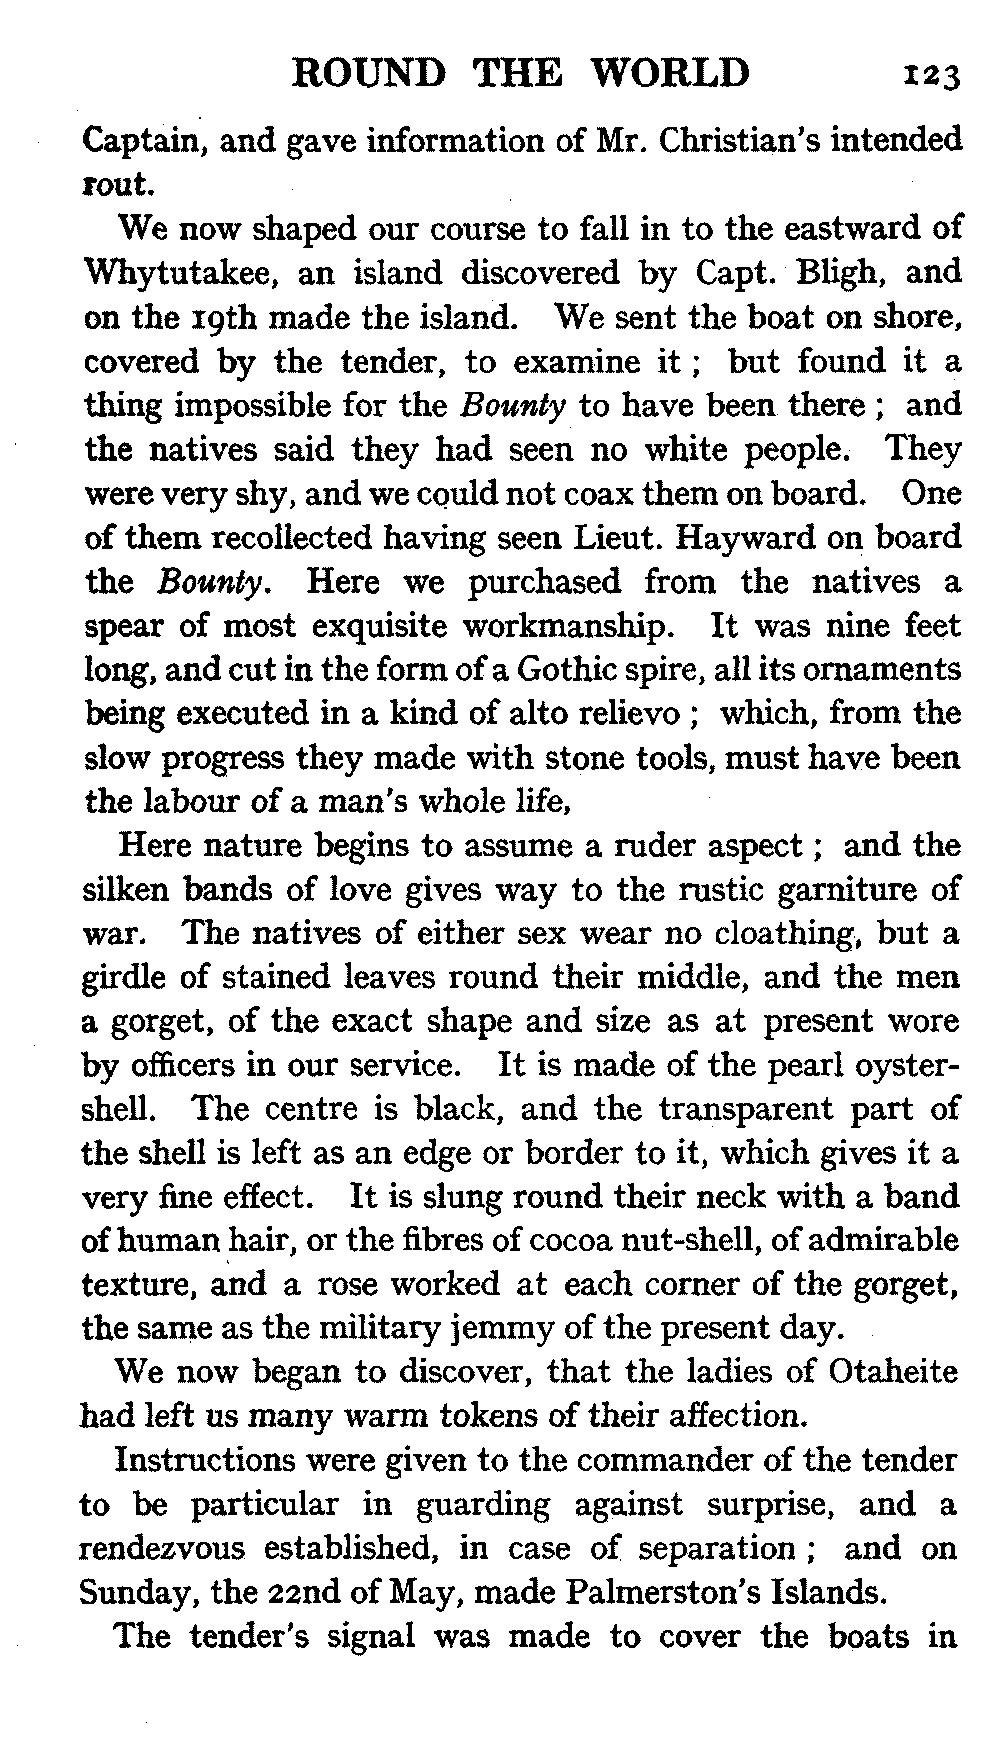 ROUND THE WORLD 123
Captain, and gave information of Mr. Christian's intended
rout.
We now shaped our course to fall in to the eastward of
Whytutakee, an island discovered by Capt. Bligh, and
on the 19th made the island. We sent the boat on shore,
covered by the tender, to examine it ; but found it a
thing impossible for the Bounty to have been there ; and
the natives said they had seen no white people. They
were very shy, and we could not coax them on board. One
of them recollected having seen Lieut. Hayward on board
the Bounty. Here we purchased from the natives a
spear of most exquisite workmanship. It was nine feet
long, and cut in the form of a Gothic spire, all its ornaments
being executed in a kind of alto relievo ; which, from the
slow progress they made with stone tools, must have been
the labour of a man's whole life,
Here nature begins to assume a ruder aspect ; and the
silken bands of love gives way to the rustic garniture of
war. The natives of either sex wear no cloathing, but a
girdle of stained leaves round their middle, and the men
a gorget, of the exact shape and size as at present wore
by officers in our service. It is made of the pearl oyster-
shell. The centre is black, and the transparent part of
the shell is left as an edge or border to it, which gives it a
very fine effect. It is slung round their neck with a band
of human hair, or the fibres of cocoa nut-shell, of admirable
texture, and a rose worked at each corner of the gorget,
the same as the military jemmy of the present day.
We now began to discover, that the ladies of Otaheite
had left us many warm tokens of their affection.
Instructions were given to the commander of the tender
to be particular in guarding against surprise, and a
rendezvous established, in case of separation ; and on
Sunday, the 22nd of May, made Palmerston's Islands.
The tender's signal was made to cover the boats in